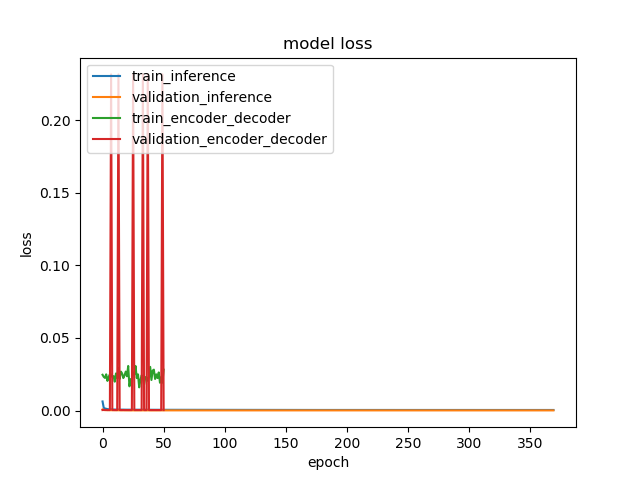 model loss
train_inference
validation_inference
train_encoder_decoder
validation_encoder_decoder
0.20
0.15
0.10
0.05
0.00
loss
0 50 100 150 200 250 300 350
epoch